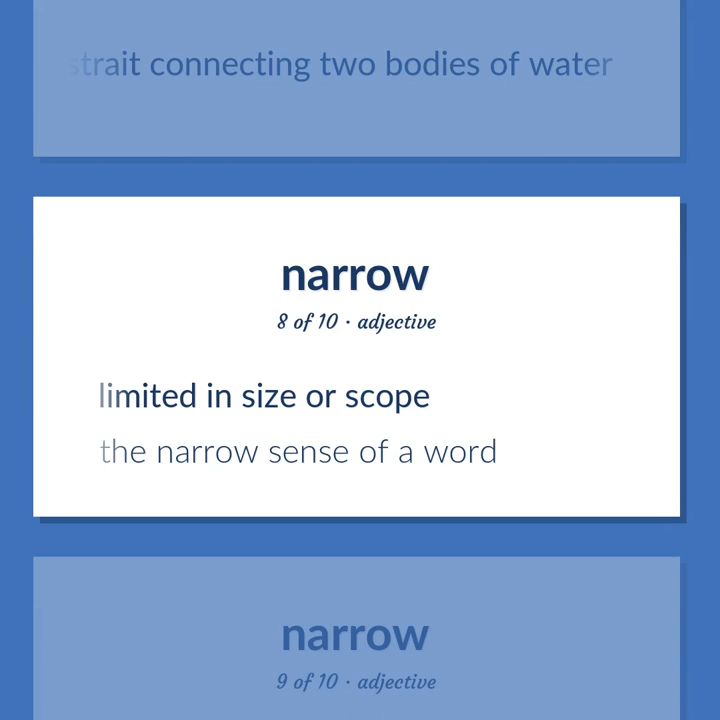 strait connecting two bodies of water
narrow
8 of 10 · adjective
limited in size or scope
the narrow sense of a word
narrow
9 of 10 · adjective